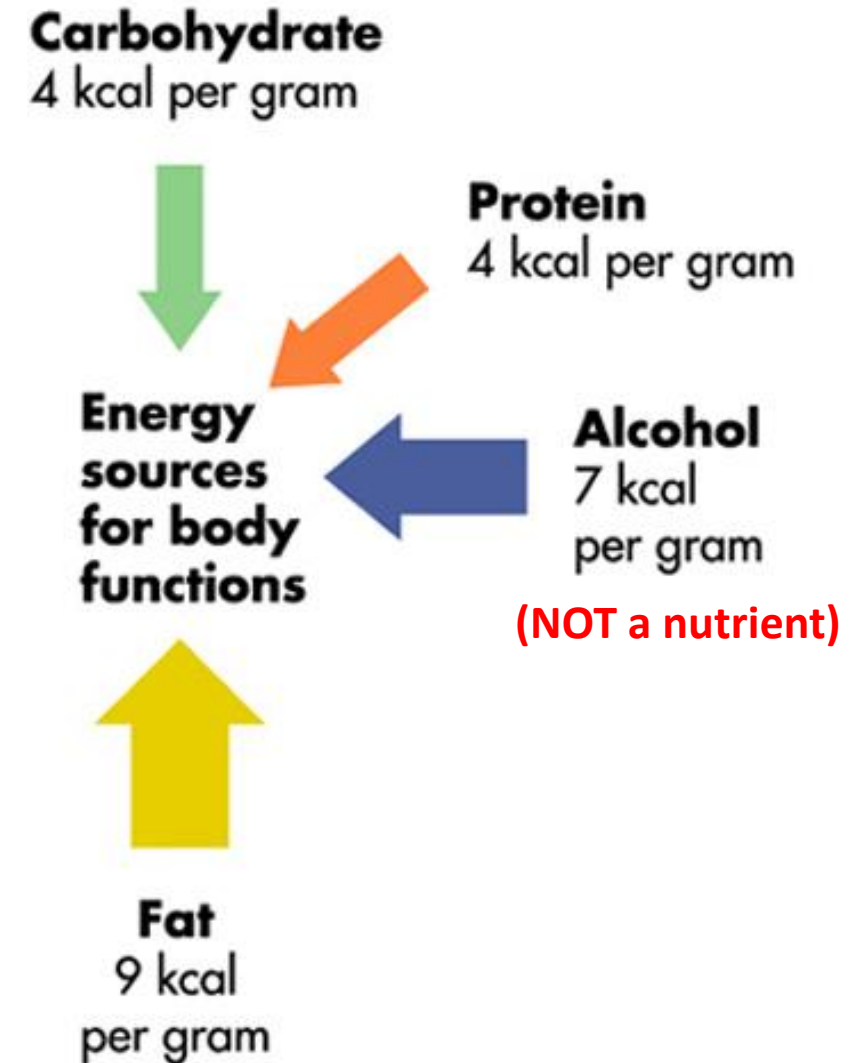 Carbohydrate
4 kcal per gram
Protein
4 kcal per gram
Energy
sources
for body
functions
Alcohol
7 kcal
per gram
(NOT a nutrient)
Fat
9 kcal
per gram